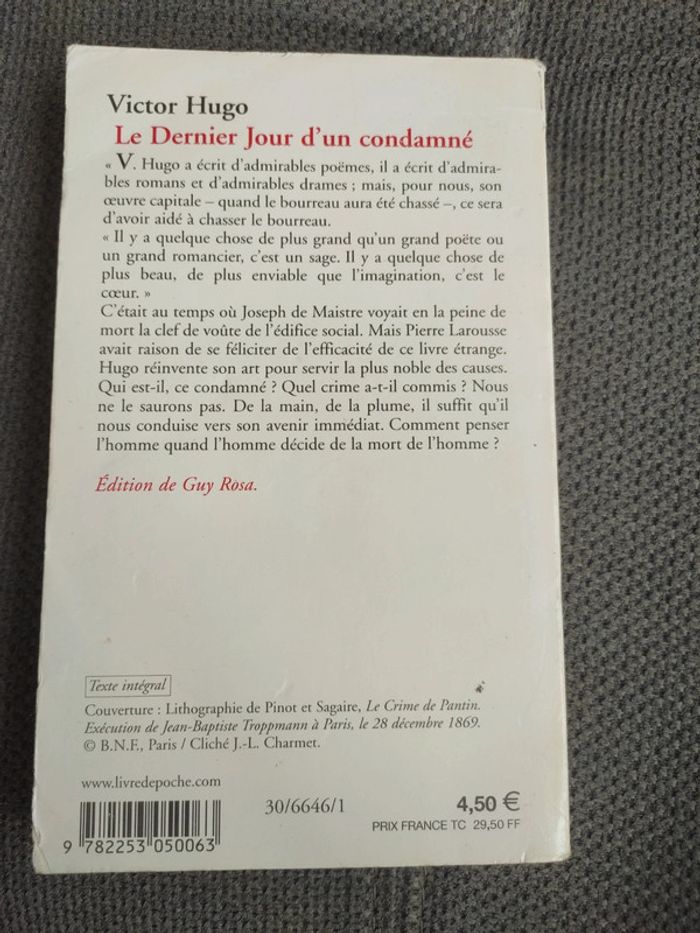 Victor Hugo
Le Dernier Jour d'un condamné
« V. Hugo a écrit d'admirables poëmes, il a écrit d'admira-
bles romans et d'admirables drames ; mais, pour nous, son
œuvre capitale – quand le bourreau aura été chassé –, ce sera
d'avoir aidé à chasser le bourreau.
« Il y a quelque chose de plus grand qu'un grand poëte ou
un grand romancier, c'est un sage. Il y a quelque chose de
plus beau, de plus enviable que l'imagination, c'est le
cœur. »
C'était au temps où Joseph de Maistre voyait en la peine de
mort la clef de voûte de l'édifice social. Mais Pierre Larousse
avait raison de se féliciter de l'efficacité de ce livre étrange.
Hugo réinvente son art pour servir la plus noble des causes.
Qui est-il, ce condamné ? Quel crime a-t-il commis ? Nous
ne le saurons pas. De la main, de la plume, il suffit qu'il
nous conduise vers son avenir immédiat. Comment penser
l'homme quand l'homme décide de la mort de l'homme ?
Édition de Guy Rosa.
Texte intégral
Couverture : Lithographie de Pinot et Sagaire, Le Crime de Pantin.
Exécution de Jean-Baptiste Troppmann à Paris, le 28 décembre 1869.
© B.N.F., Paris / Cliché J.-L. Charmet.
www.livredepoche.com
30/6646/1
4,50 €
PRIX FRANCE TC 29,50 FF
9 782253 050063